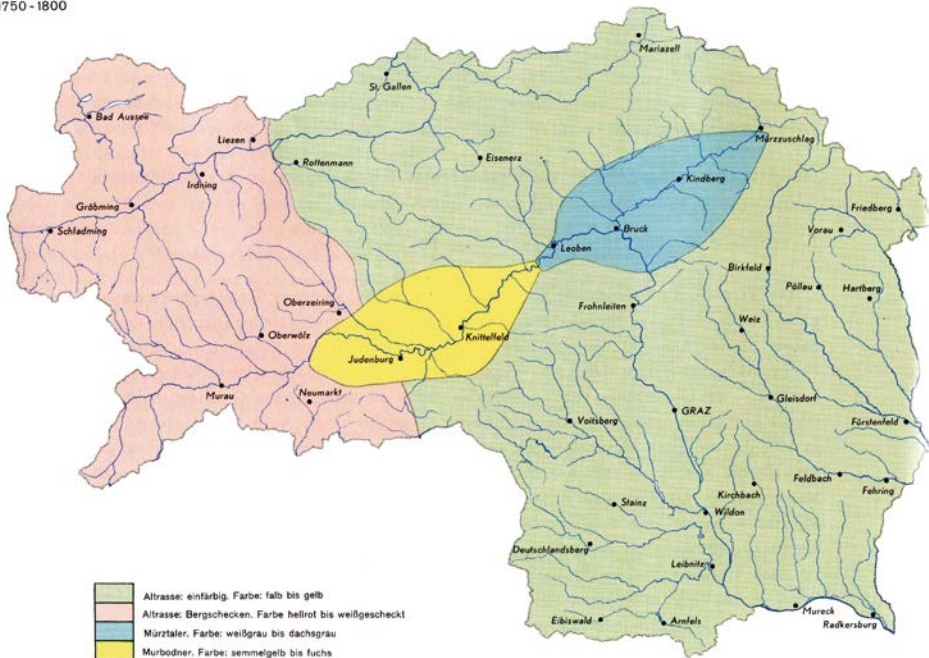 1750 - 1800
Mariazell
St. Gallen
Bad Aussee
Liezen
Mürzzuschlag
Rottenmann
Eisenerz
Irdning
Kindberg
Gröbming
Friedberg
Schladming
Bruck
Vorau
Leoben
Birkfeld
Pöllau
Hartberg
Oberzeiring
Frohnleiten
Oberwölz
Knittelfeld
Weiz
Judenburg
Murau
Neumarkt
Gleisdorf
GRAZ
Voitsberg
Fürstenfeld
Feldbach
Fehring
Kirchbach
Stainz
Wildon
Deutschlandsberg
Leibnitz
Mureck
Eibiswald
Arnfels
Radkersburg
Altrasse: einfärbig. Farbe: falb bis gelb
Altrasse: Bergschecken. Farbe hellrot bis weißgescheckt
Mürztaler. Farbe: weißgrau bis dachsgrau
Murbodner. Farbe: semmelgelb bis fuchs